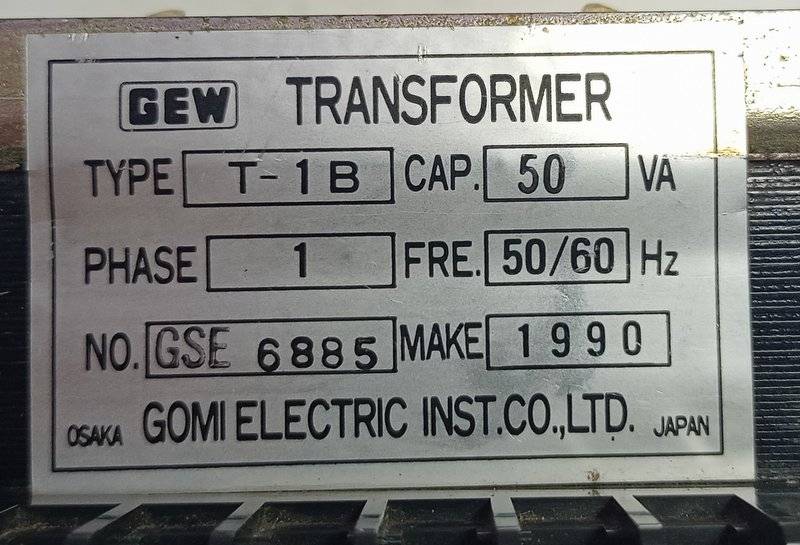 GEW TRANSFORMER
TYPE T-1B CAP. 50 VA
PHASE 1 FRE. 50/60 Hz
NO. GSE 6885 MAKE 1990
OSAKA GOMI ELECTRIC INST.CO.,LTD. JAPAN